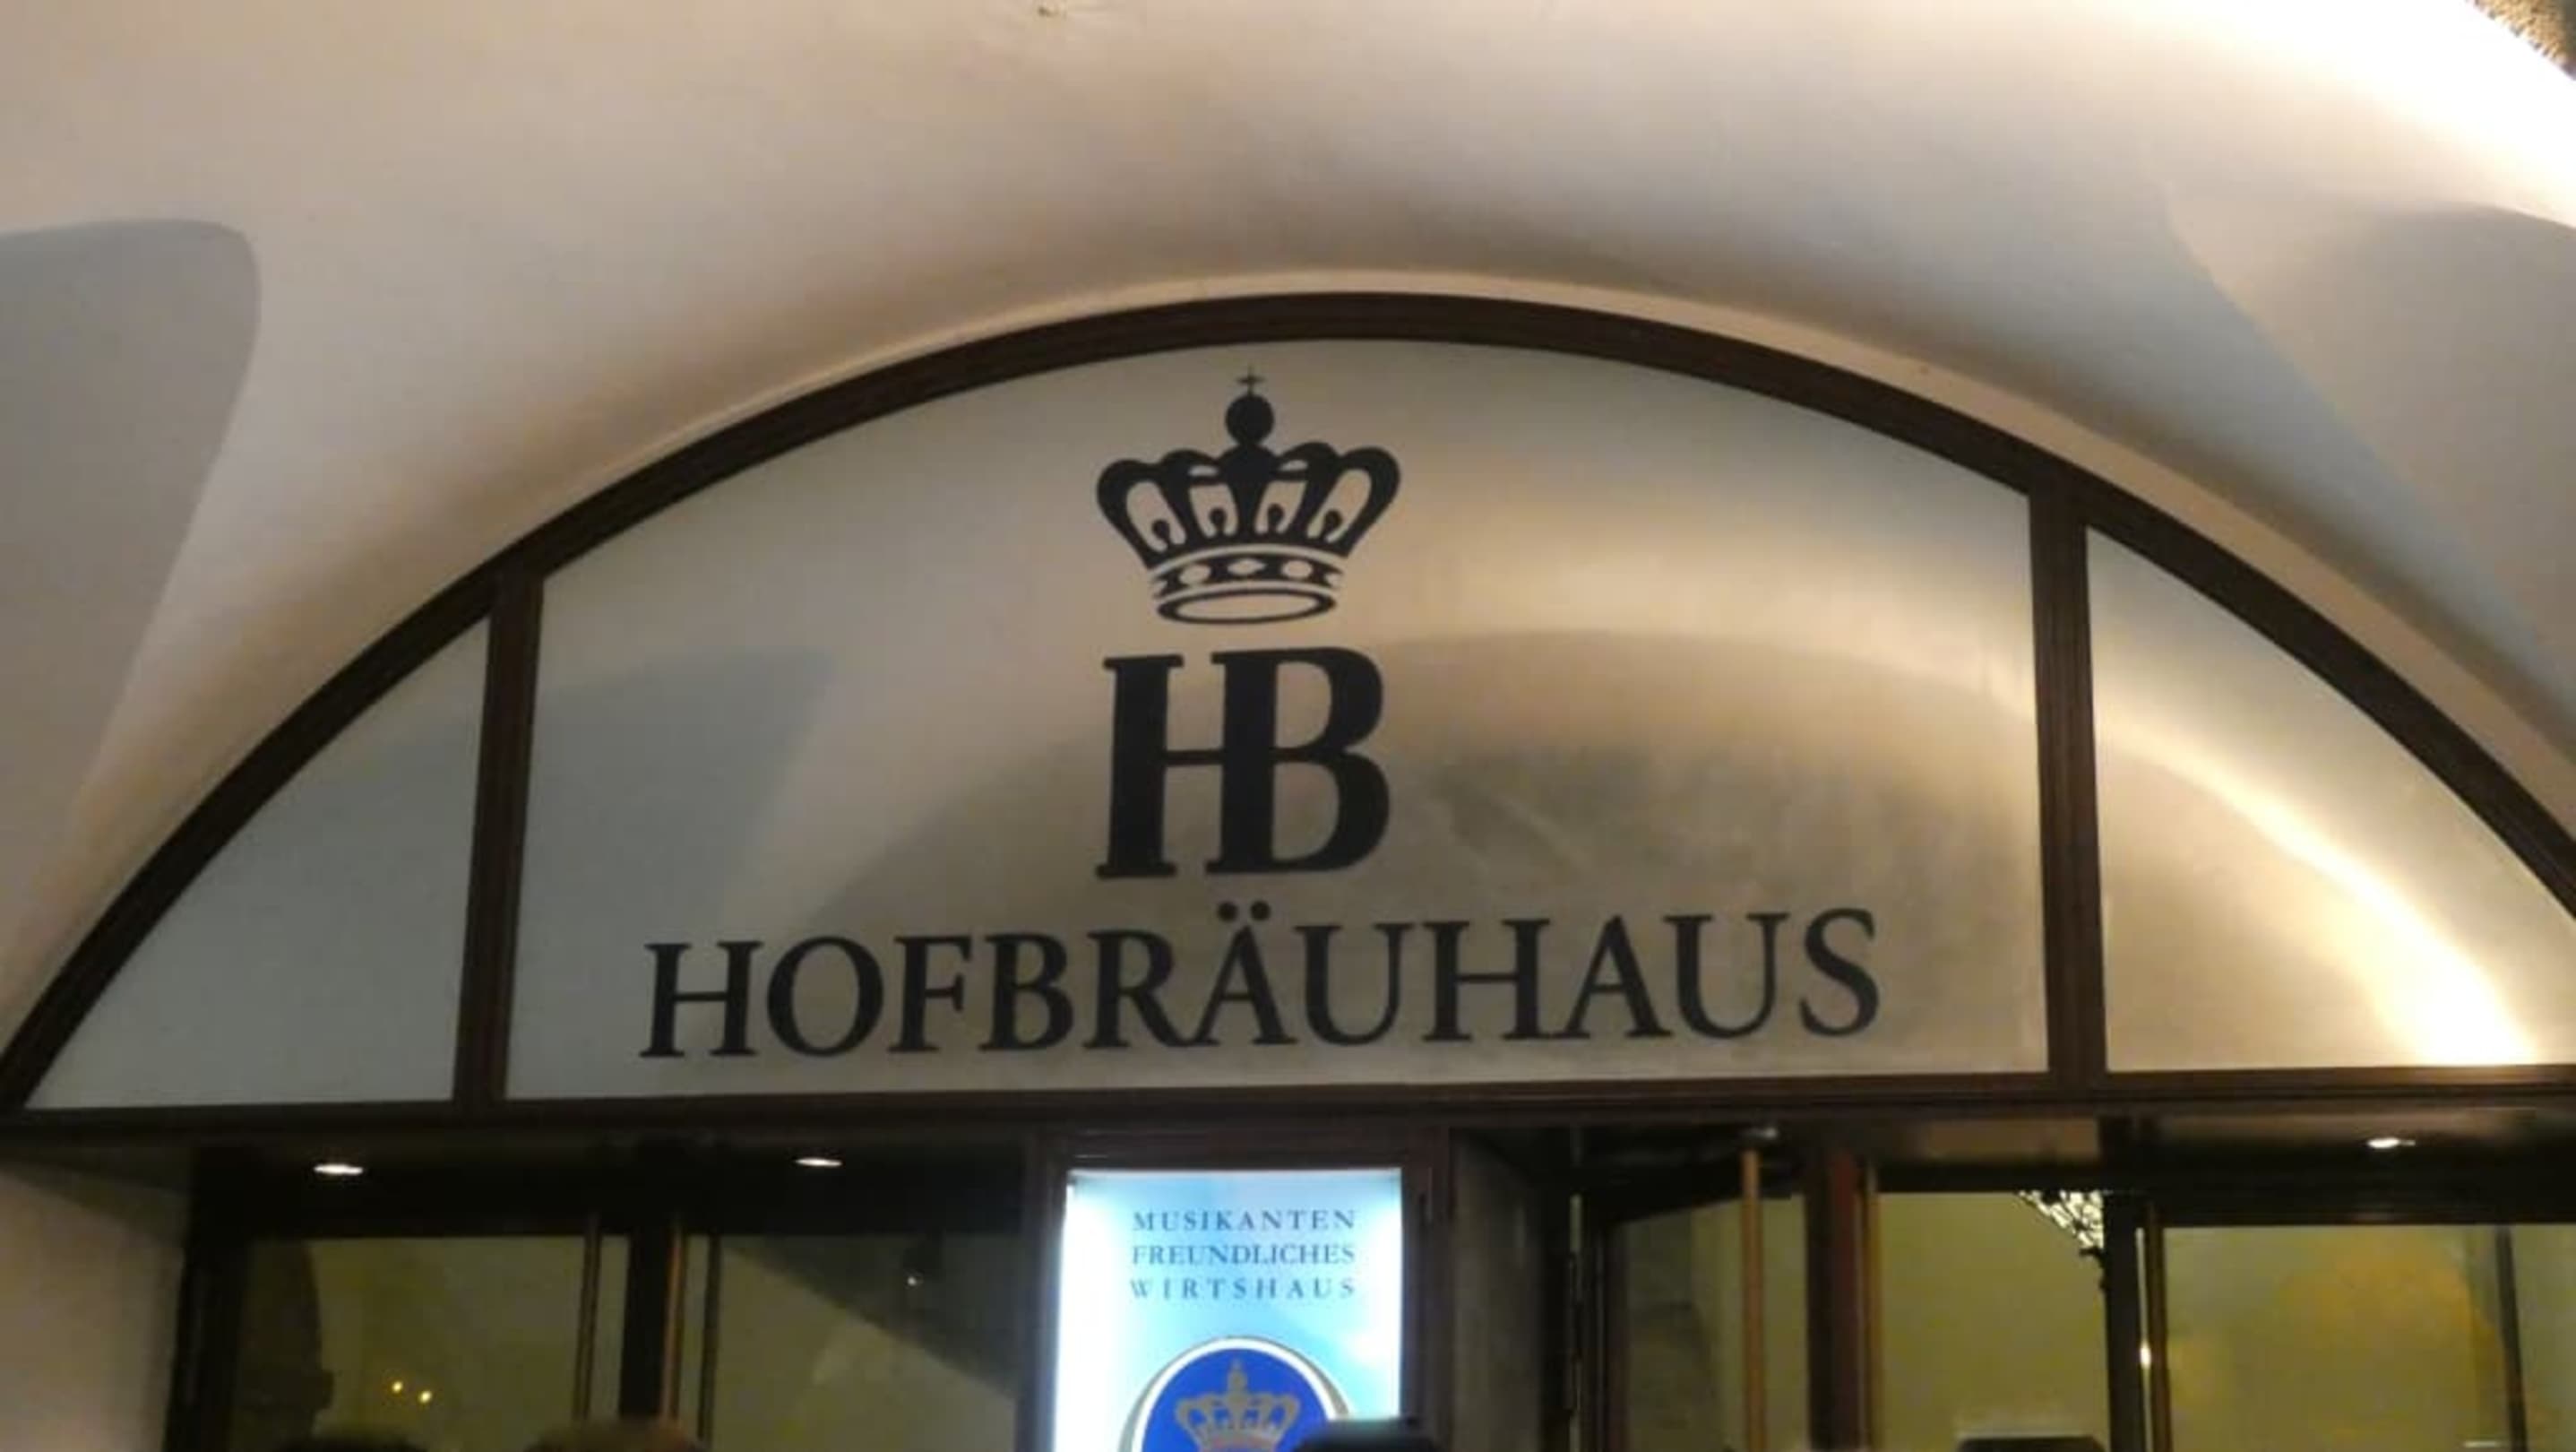 HB
HOFBRÄUHAUS
MUSIKANTEN
FREUNDLICHES
WIRTSHAUS